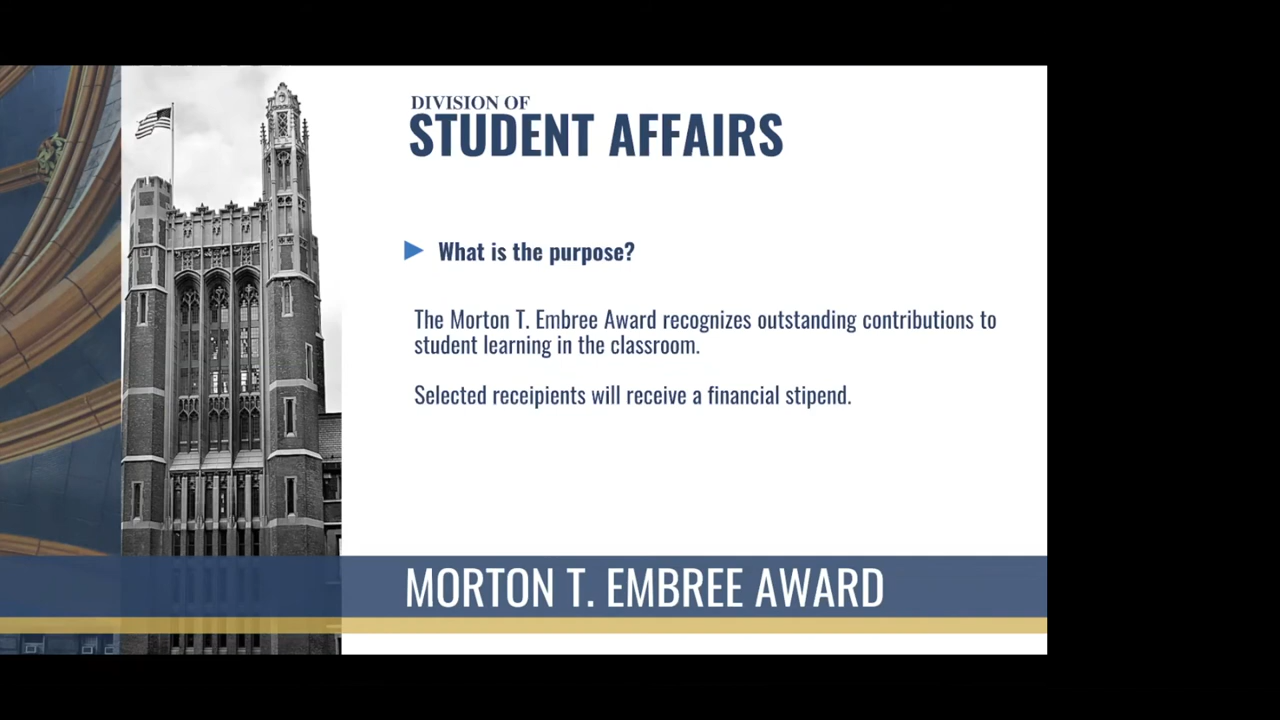 DIVISION OF
STUDENT AFFAIRS
What is the purpose?
The Morton T. Embree Award recognizes outstanding contributions to
student learning in the classroom.
Selected receipients will receive a financial stipend.
MORTON T. EMBREE AWARD